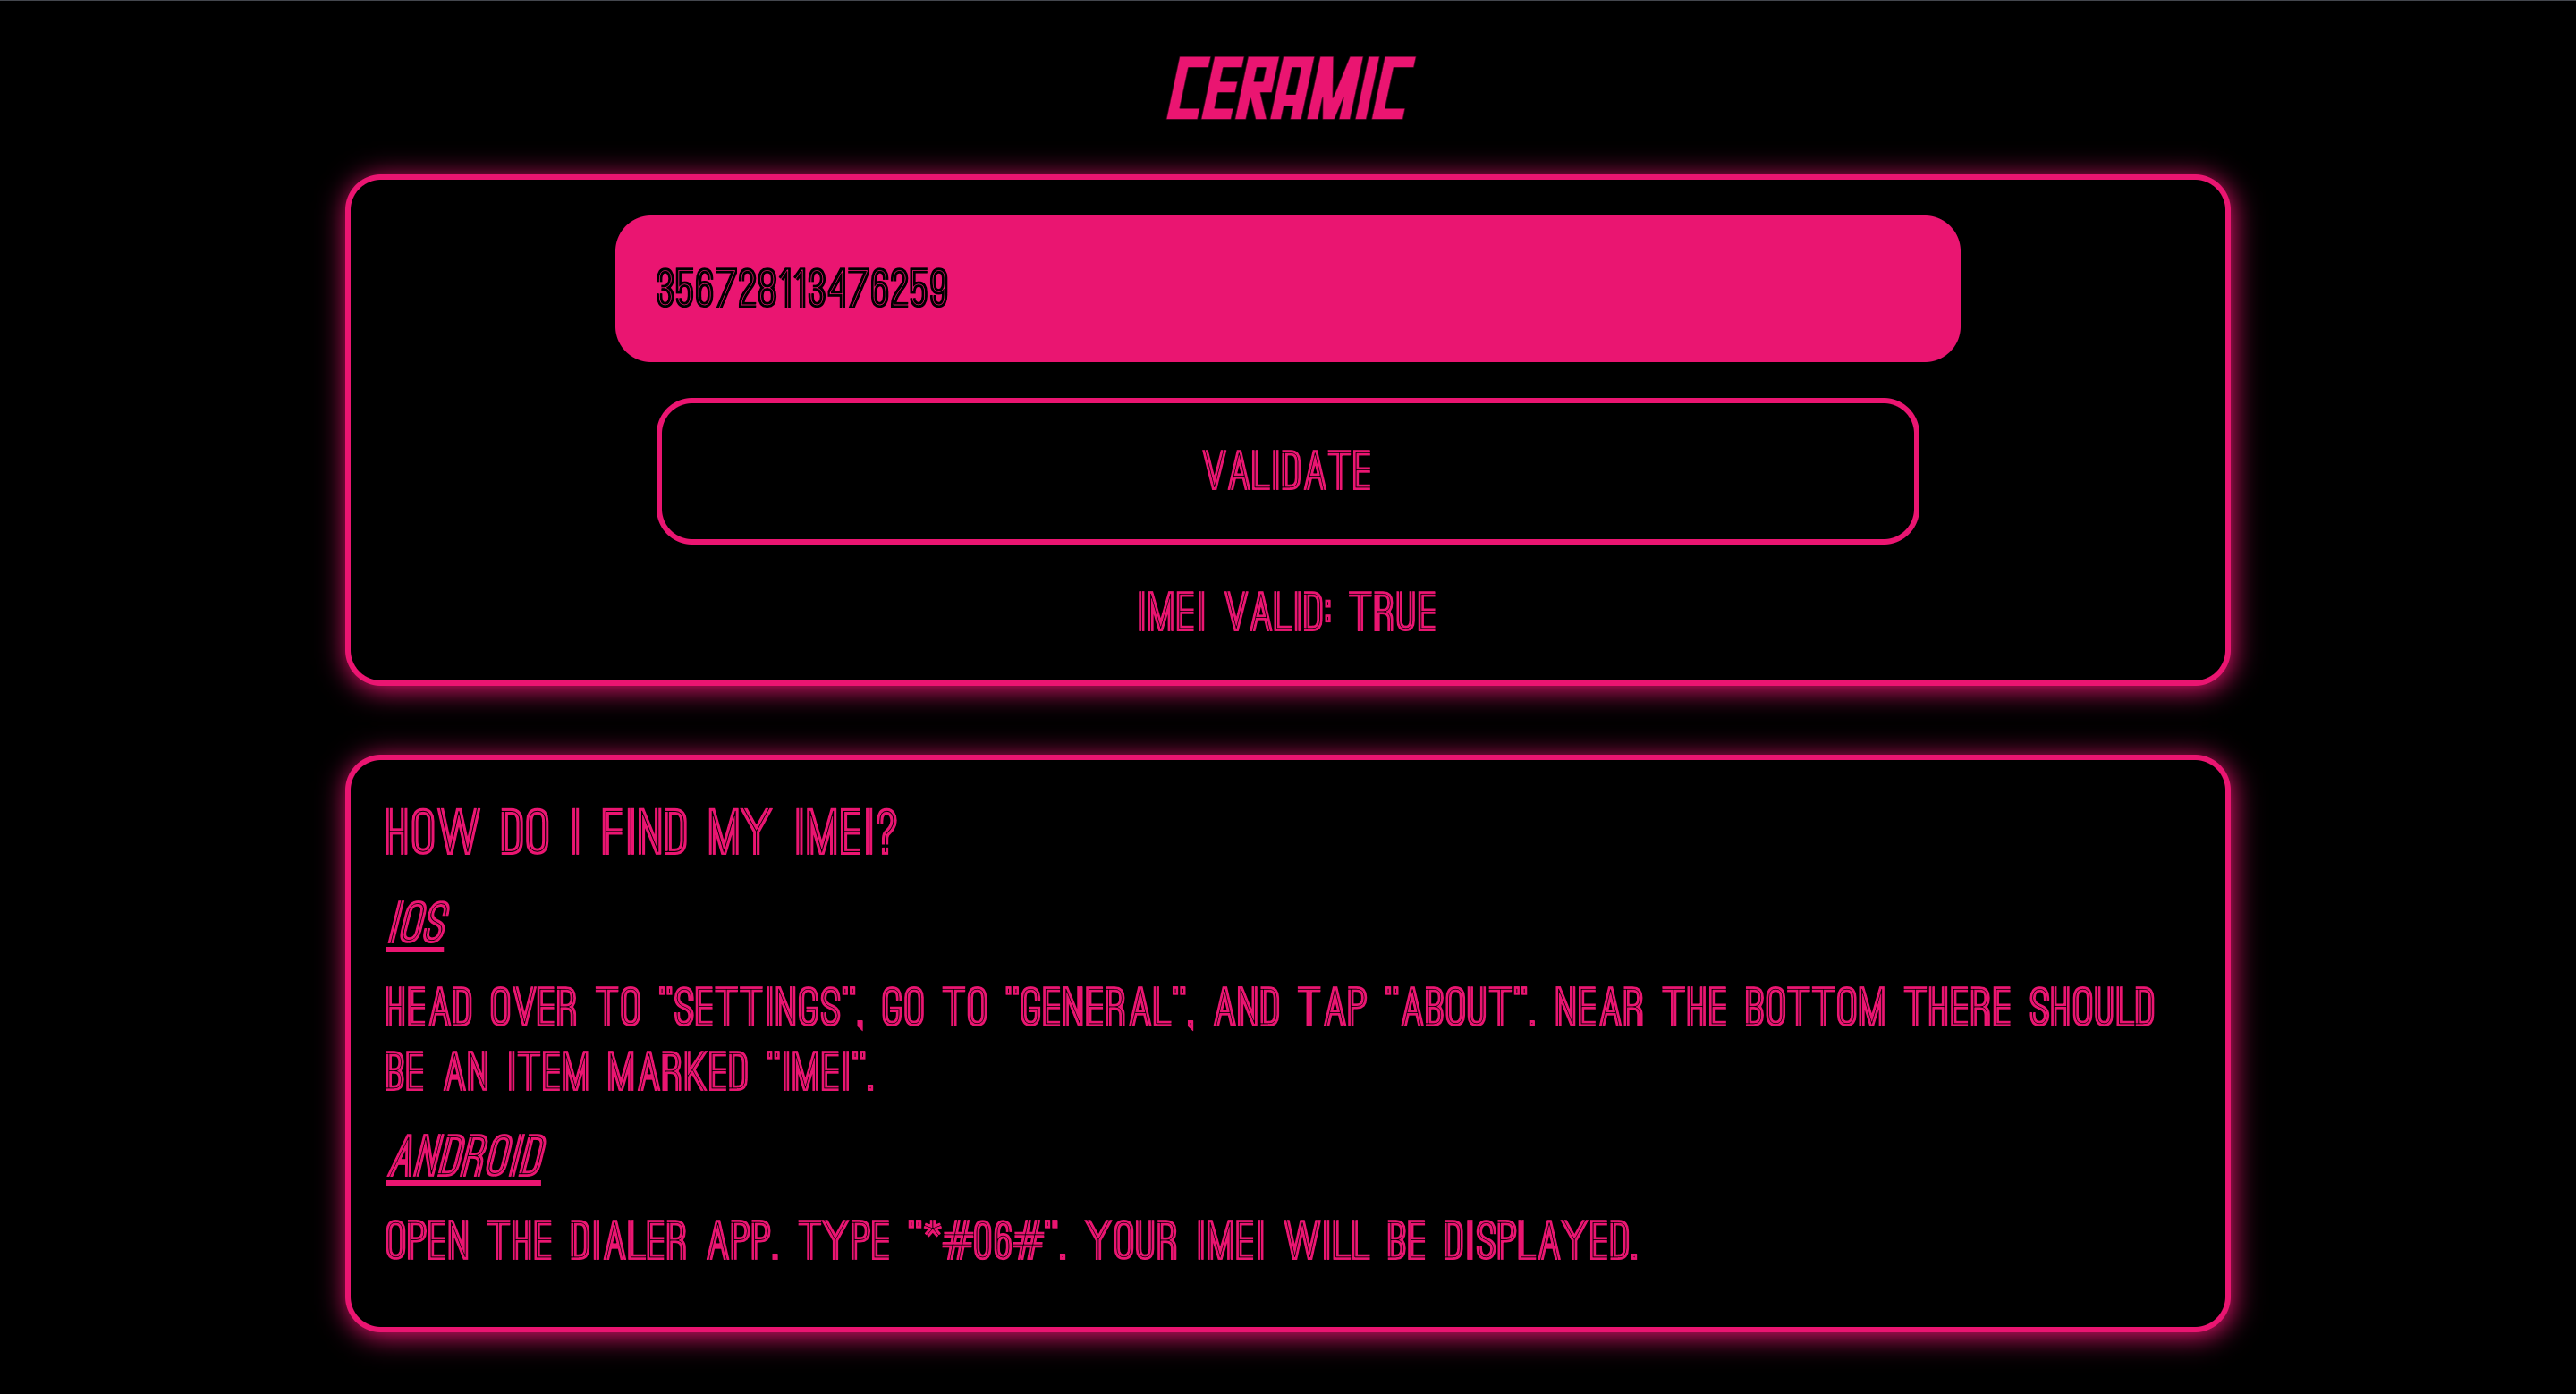 CERAMIC
356728113476259
VALIDATE
IMEI VALID: TRUE
HOW DO I FIND MY IMEI?
IOS
HEAD OVER TO "SETTINGS", GO TO "GENERAL", AND TAP "ABOUT". NEAR THE BOTTOM THERE SHOULD
BE AN ITEM MARKED "IMEI".
ANDROID
OPEN THE DIALER APP. TYPE "*#06#". YOUR IMEI WILL BE DISPLAYED.